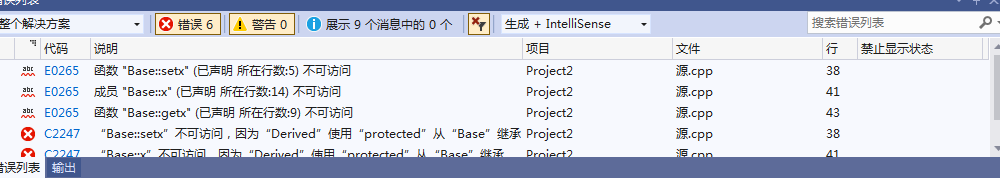 错误列表
整个解决方案 错误 6 警告 0 展示 9 个消息中的 0 个 生成 + IntelliSense 搜索错误列表
代码 说明 项目 文件 行 禁止显示状态
abc E0265 函数 "Base::setx" (已声明 所在行数:5) 不可访问 Project2 源.cpp 38
abc E0265 成员 "Base::x" (已声明 所在行数:14) 不可访问 Project2 源.cpp 41
abc E0265 函数 "Base::getx" (已声明 所在行数:9) 不可访问 Project2 源.cpp 43
C2247 “Base::setx”不可访问，因为“Derived”使用“protected”从“Base”继承 Project2 源.cpp 38
C2247 “Base::x”不可访问，因为“Derived”使用“protected”从“Base”继承 Project2 源.cpp 41
错误列表 输出